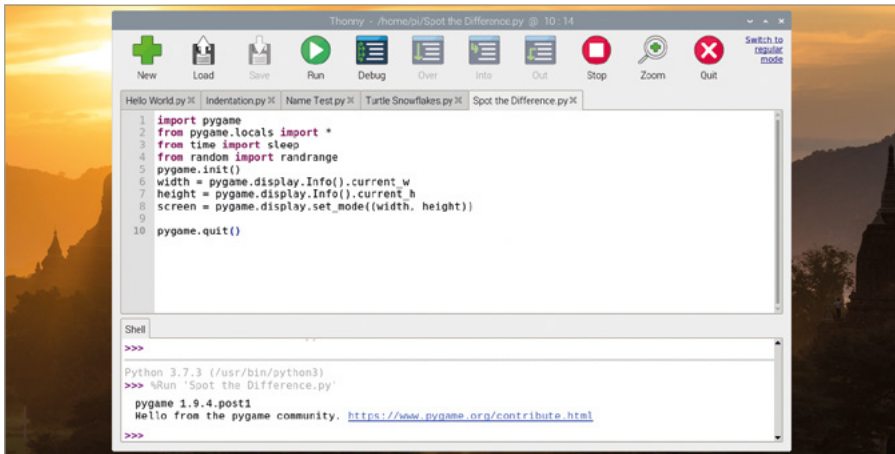 Thonny - /home/pi/Spot the Difference.py @ 10:14
New Load Save Run Debug Over Into Out Stop Zoom Quit
Switch to
regular
mode
Hello World.py Indentation.py Name Test.py Turtle Snowflakes.py Spot the Difference.py
1 import pygame
2 from pygame.locals import *
3 from time import sleep
4 from random import randrange
5 pygame.init()
6 width = pygame.display.Info().current_w
7 height = pygame.display.Info().current_h
8 screen = pygame.display.set_mode((width, height))
9
10 pygame.quit()
Shell
>>>
Python 3.7.3 (/usr/bin/python3)
>>> %Run 'Spot the Difference.py'
pygame 1.9.4.post1
Hello from the pygame community. https://www.pygame.org/contribute.html
>>>